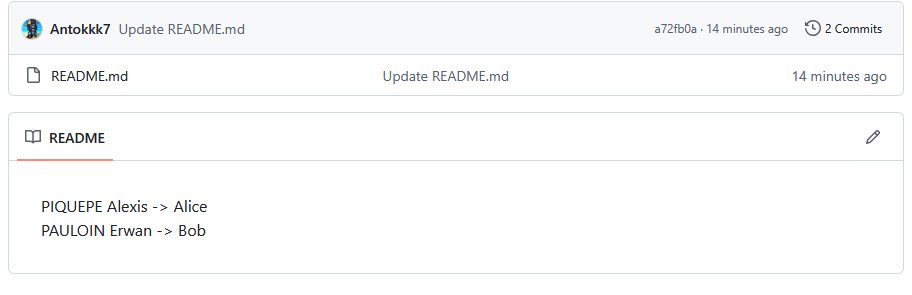 Antokkk7 Update README.md a72fb0a · 14 minutes ago 2 Commits
README.md Update README.md 14 minutes ago
README
PIQUEPE Alexis -> Alice
PAULOIN Erwan -> Bob